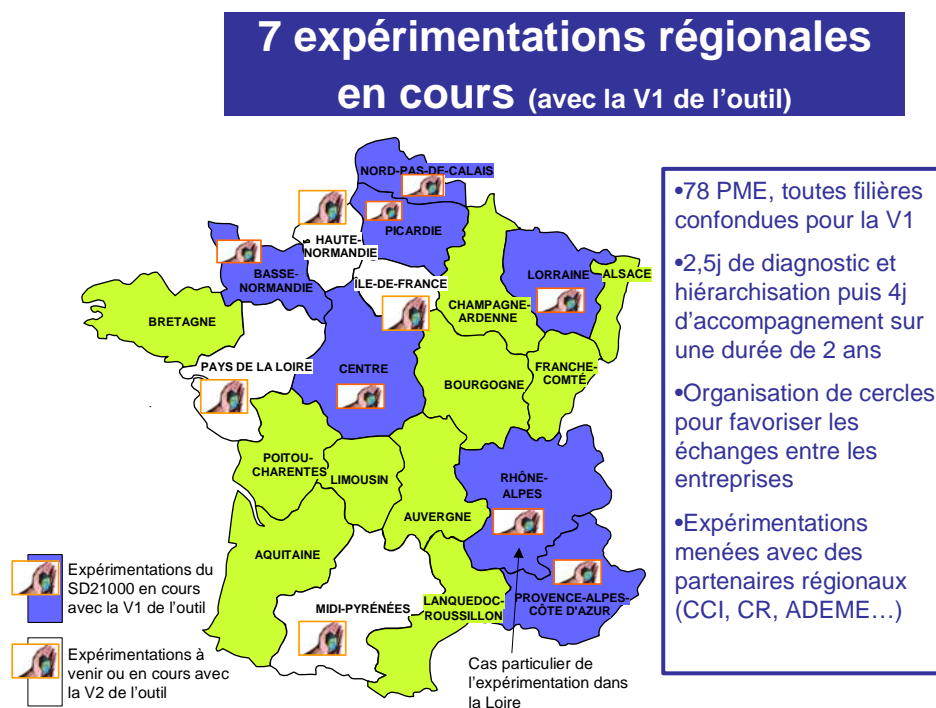 7 expérimentations régionales
en cours (avec la V1 de l'outil)
NORD-PAS-DE-CALAIS
PICARDIE
HAUTE-
NORMANDIE
BASSE-
NORMANDIE
ÎLE-DE-FRANCE
LORRAINE
ALSACE
CHAMPAGNE-
ARDENNE
BRETAGNE
PAYS DE LA LOIRE
CENTRE
BOURGOGNE
FRANCHE-
COMTÉ
POITOU-
CHARENTES
LIMOUSIN
AUVERGNE
RHÔNE-
ALPES
AQUITAINE
MIDI-PYRÉNÉES
LANQUEDOC-
ROUSSILLON
PROVENCE-ALPES-
CÔTE D'AZUR
Cas particulier de
l'expérimentation dans
la Loire
Expérimentations du
SD21000 en cours
avec la V1 de l'outil
Expérimentations à
venir ou en cours avec
la V2 de l'outil
•78 PME, toutes filières
confondues pour la V1
•2,5j de diagnostic et
hiérarchisation puis 4j
d'accompagnement sur
une durée de 2 ans
•Organisation de cercles
pour favoriser les
échanges entre les
entreprises
•Expérimentations
menées avec des
partenaires régionaux
(CCI, CR, ADEME…)